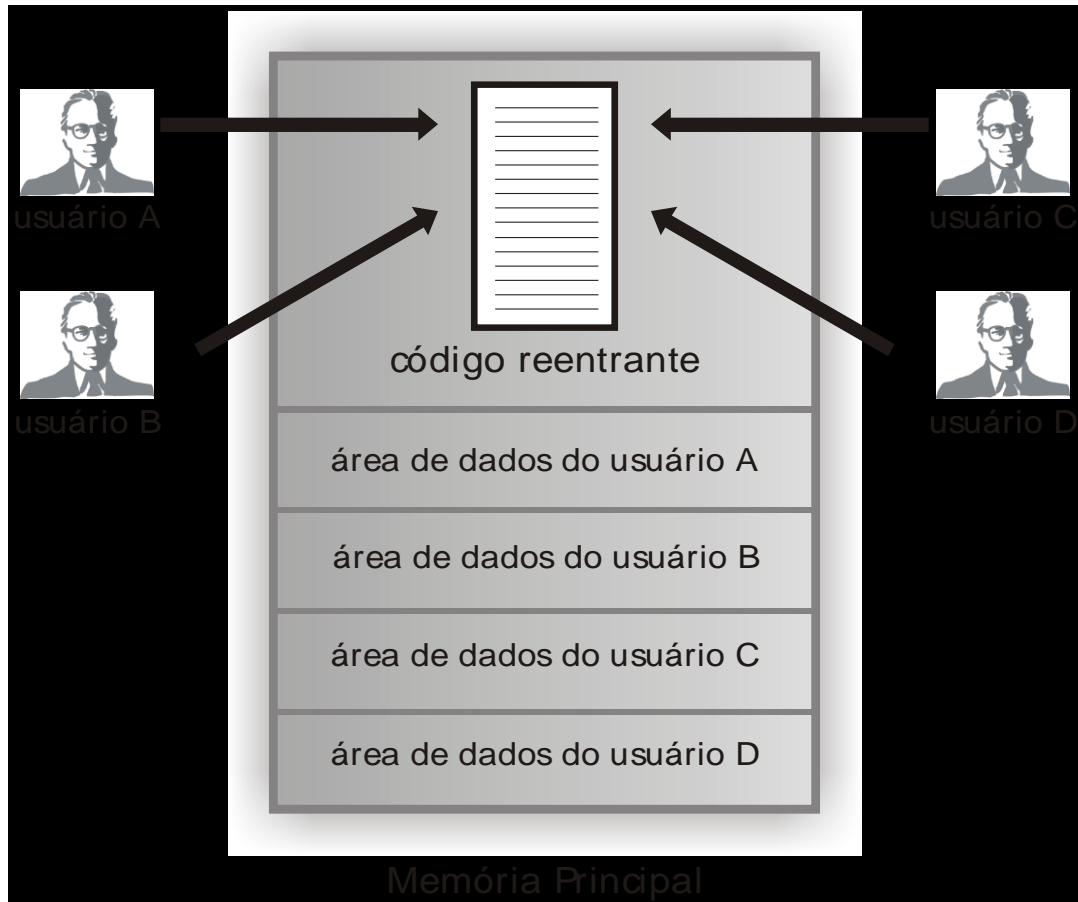 usuário A
usuário C
usuário B
usuário D
código reentrante
área de dados do usuário A
área de dados do usuário B
área de dados do usuário C
área de dados do usuário D
Memória Principal